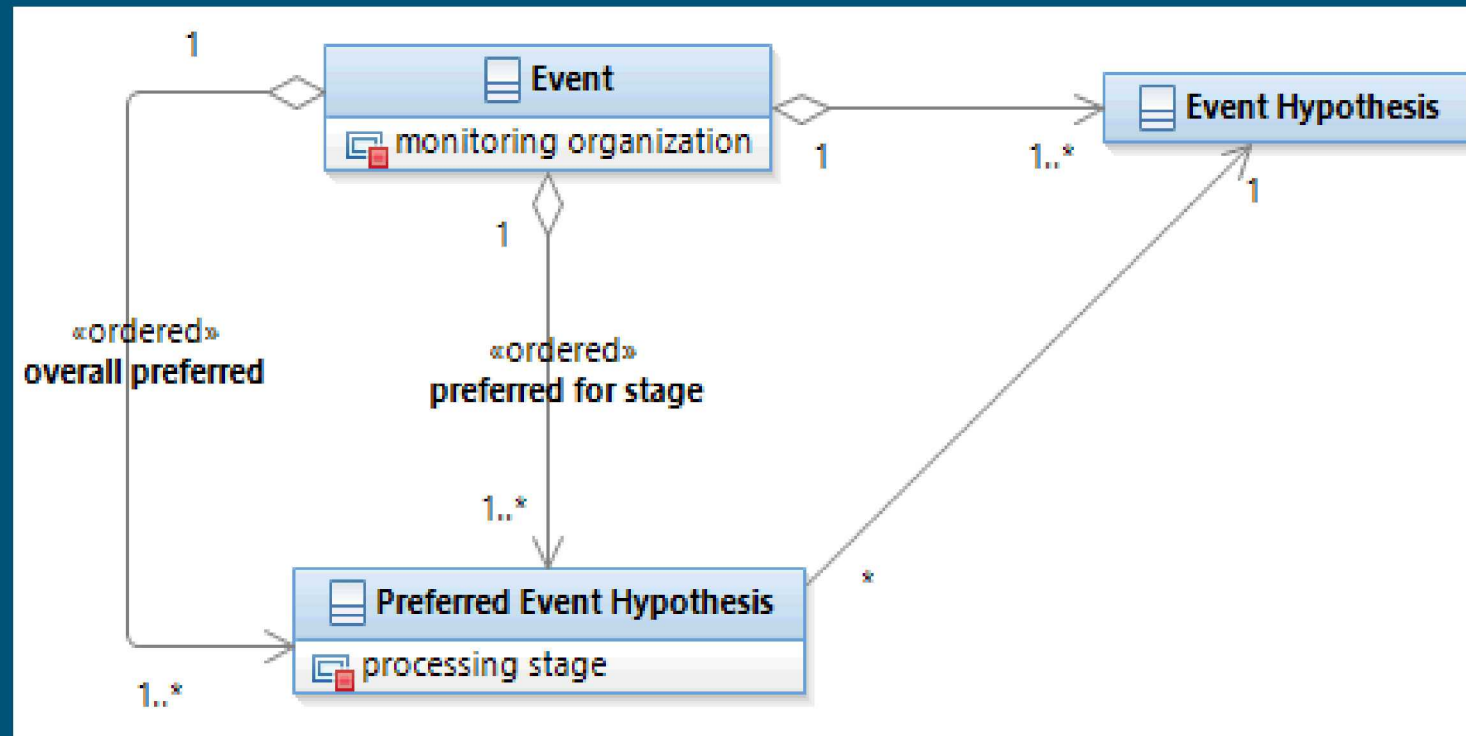 1
Event
monitoring organization
Event Hypothesis
1
1..*
1
1
«ordered»
overall preferred
«ordered»
preferred for stage
1..*
*
Preferred Event Hypothesis
processing stage
1..*